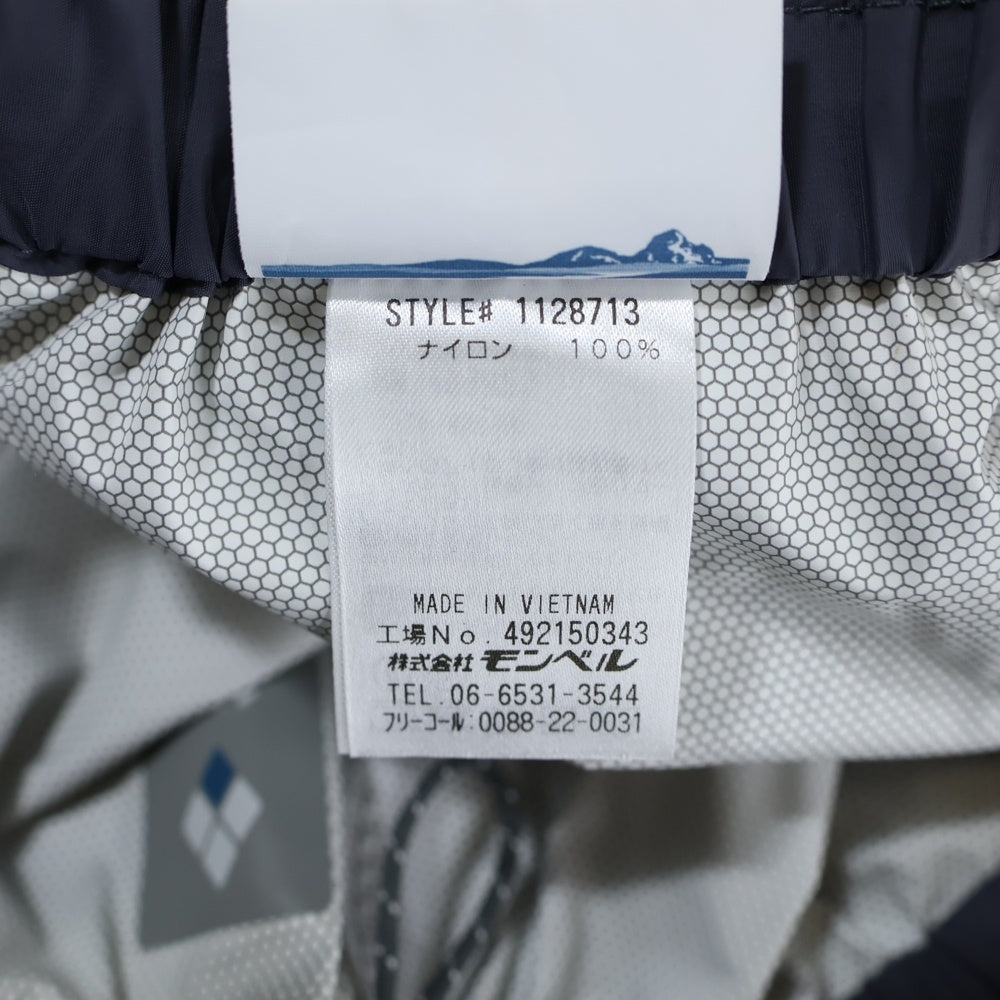 STYLE# 1128713
ナイロン 100%
MADE IN VIETNAM
工場No. 492150343
株式会社モンベル
TEL.06-6531-3544
フリーコール:0088-22-0031